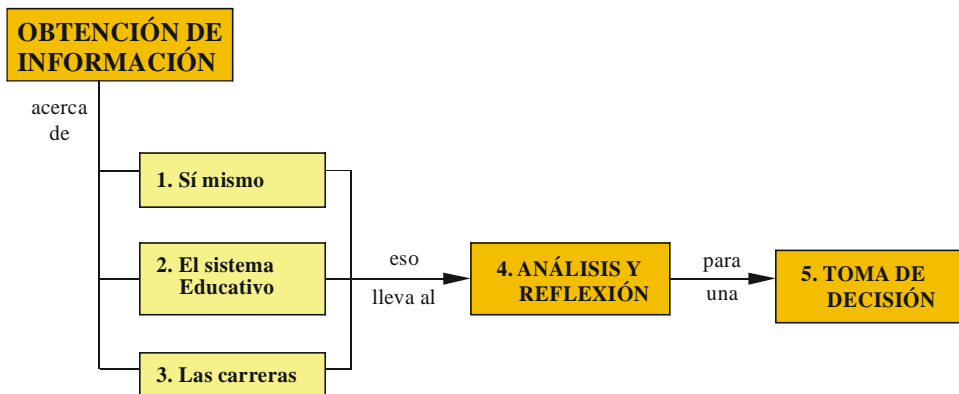 OBTENCIÓN DE
INFORMACIÓN
acerca
de
1. Sí mismo
2. El sistema
Educativo
3. Las carreras
eso
lleva al
4. ANÁLISIS Y
REFLEXIÓN
para
una
5. TOMA DE
DECISIÓN